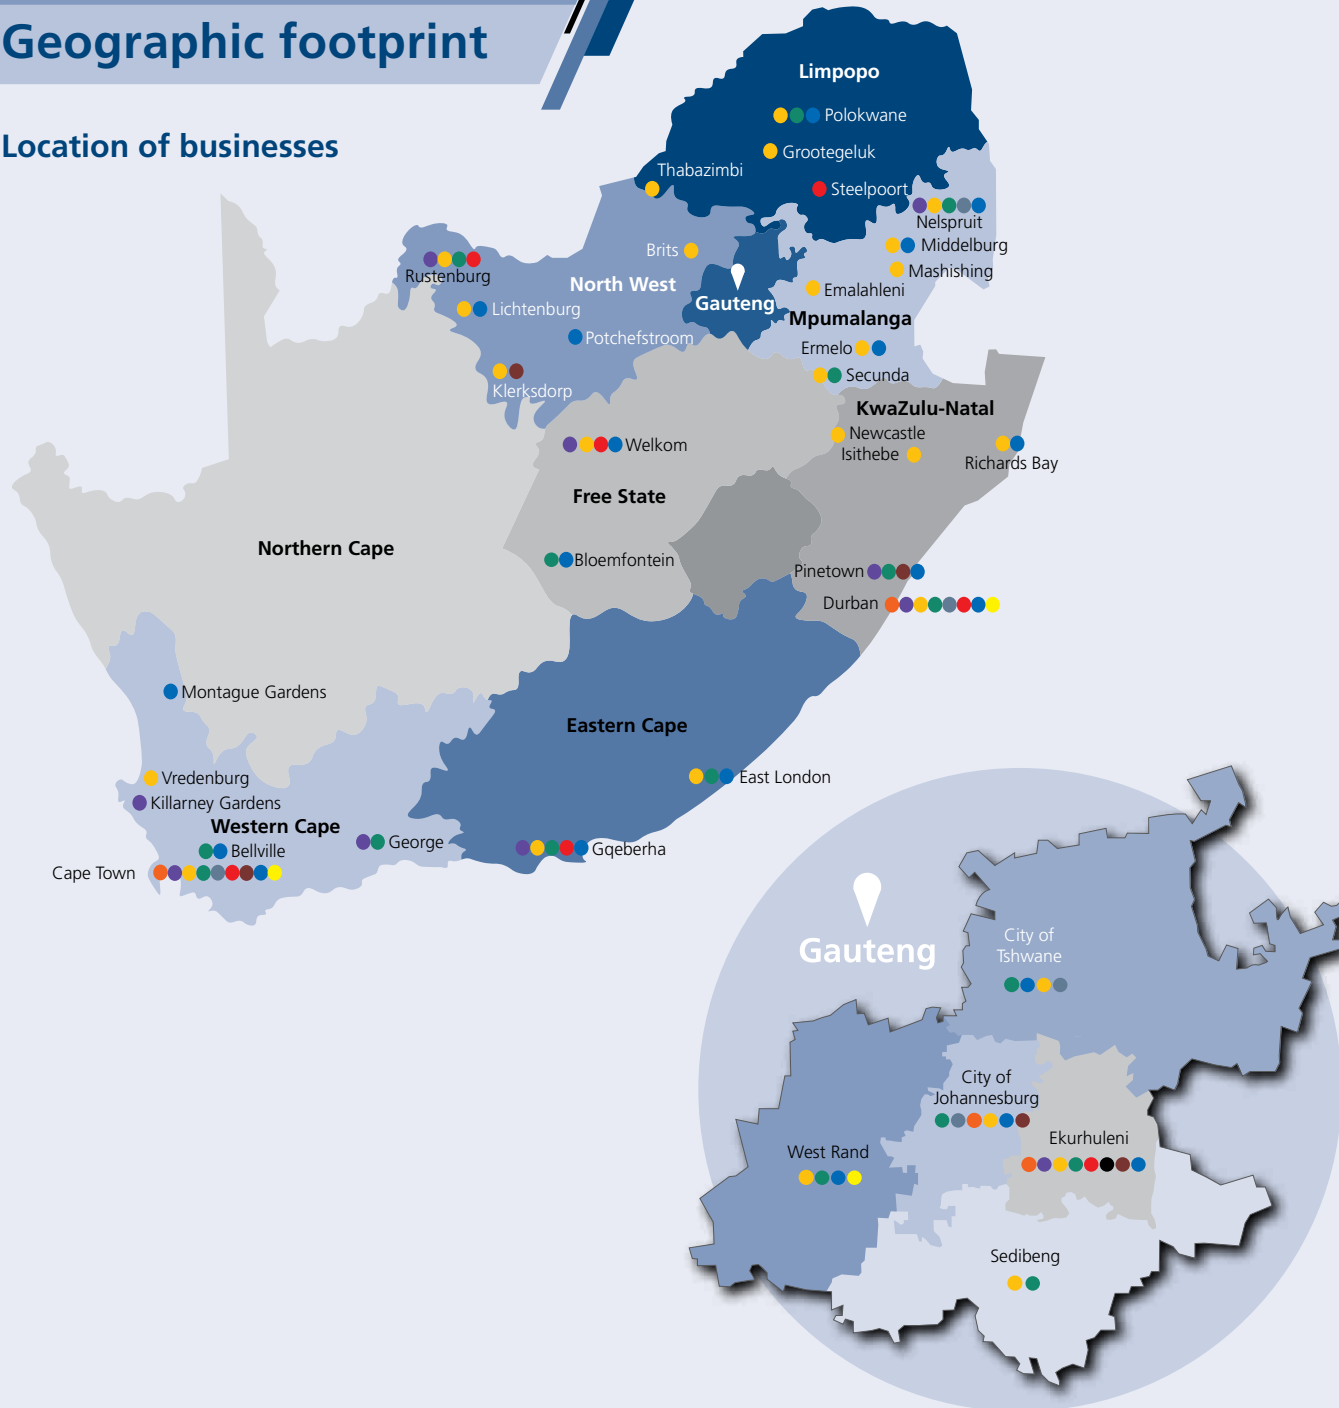 Geographic footprint
Location of businesses
Limpopo
Polokwane
Grootegeluk
Thabazimbi
Steelpoort
Nelspruit
Middelburg
Mashishing
Brits
Rustenburg
North West
Gauteng
Emalahleni
Mpumalanga
Lichtenburg
Potchefstroom
Ermelo
Secunda
Klerksdorp
KwaZulu-Natal
Newcastle
Isithebe
Richards Bay
Welkom
Free State
Northern Cape
Bloemfontein
Pinetown
Durban
Montague Gardens
Eastern Cape
East London
Vredenburg
Killarney Gardens
Western Cape
George
Bellville
Gqeberha
Cape Town
Gauteng
City of
Tshwane
City of
Johannesburg
Ekurhuleni
West Rand
Sedibeng